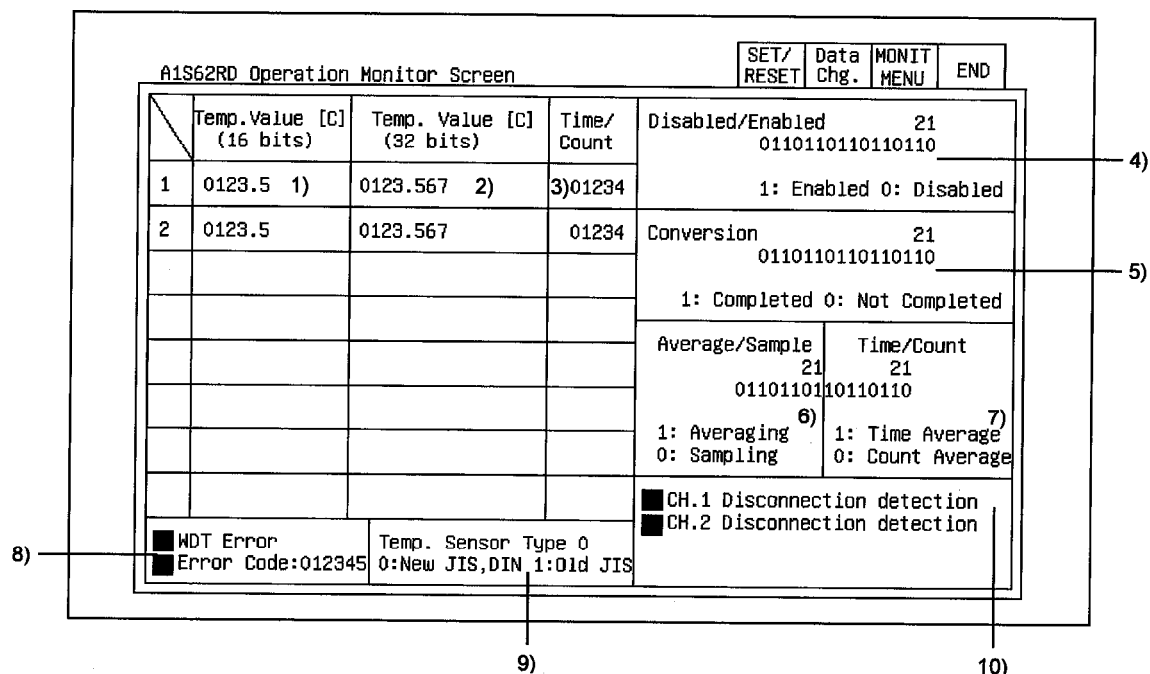 A1S62RD Operation Monitor Screen
SET/ RESET
Data Chg.
MONIT MENU
END
Temp.Value [C] (16 bits)
Temp. Value [C] (32 bits)
Time/ Count
1 0123.5 1) 0123.567 2) 3)01234
2 0123.5 0123.567 01234
Disabled/Enabled 21
0110110110110110
4)
1: Enabled 0: Disabled
Conversion 21
0110110110110110
5)
1: Completed 0: Not Completed
Average/Sample Time/Count
21 21
0110110110110110
6) 7)
1: Averaging 1: Time Average
0: Sampling 0: Count Average
CH.1 Disconnection detection
CH.2 Disconnection detection
8)
WDT Error
Error Code:012345
Temp. Sensor Type 0
0:New JIS,DIN 1:Old JIS
9)
10)